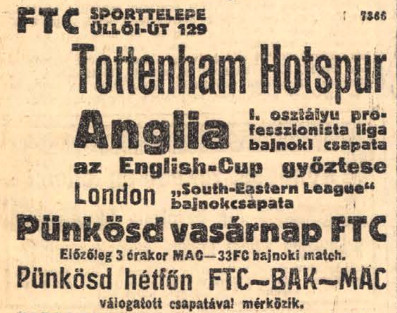 FTC SPORTTELEPE
ÜLLŐI-ÚT 129
7366
Tottenham Hotspur
Anglia I. osztályu pro-
fesszionista liga
bajnoki csapata
az English-Cup győztese
London „South-Eastern League“
bajnokcsapata
Pünkösd vasárnap FTC
Előzőleg 3 órakor MAC—33FC bajnoki match.
Pünkösd hétfőn FTC—BAK—MAC
válogatott csapatával mérkőzik.